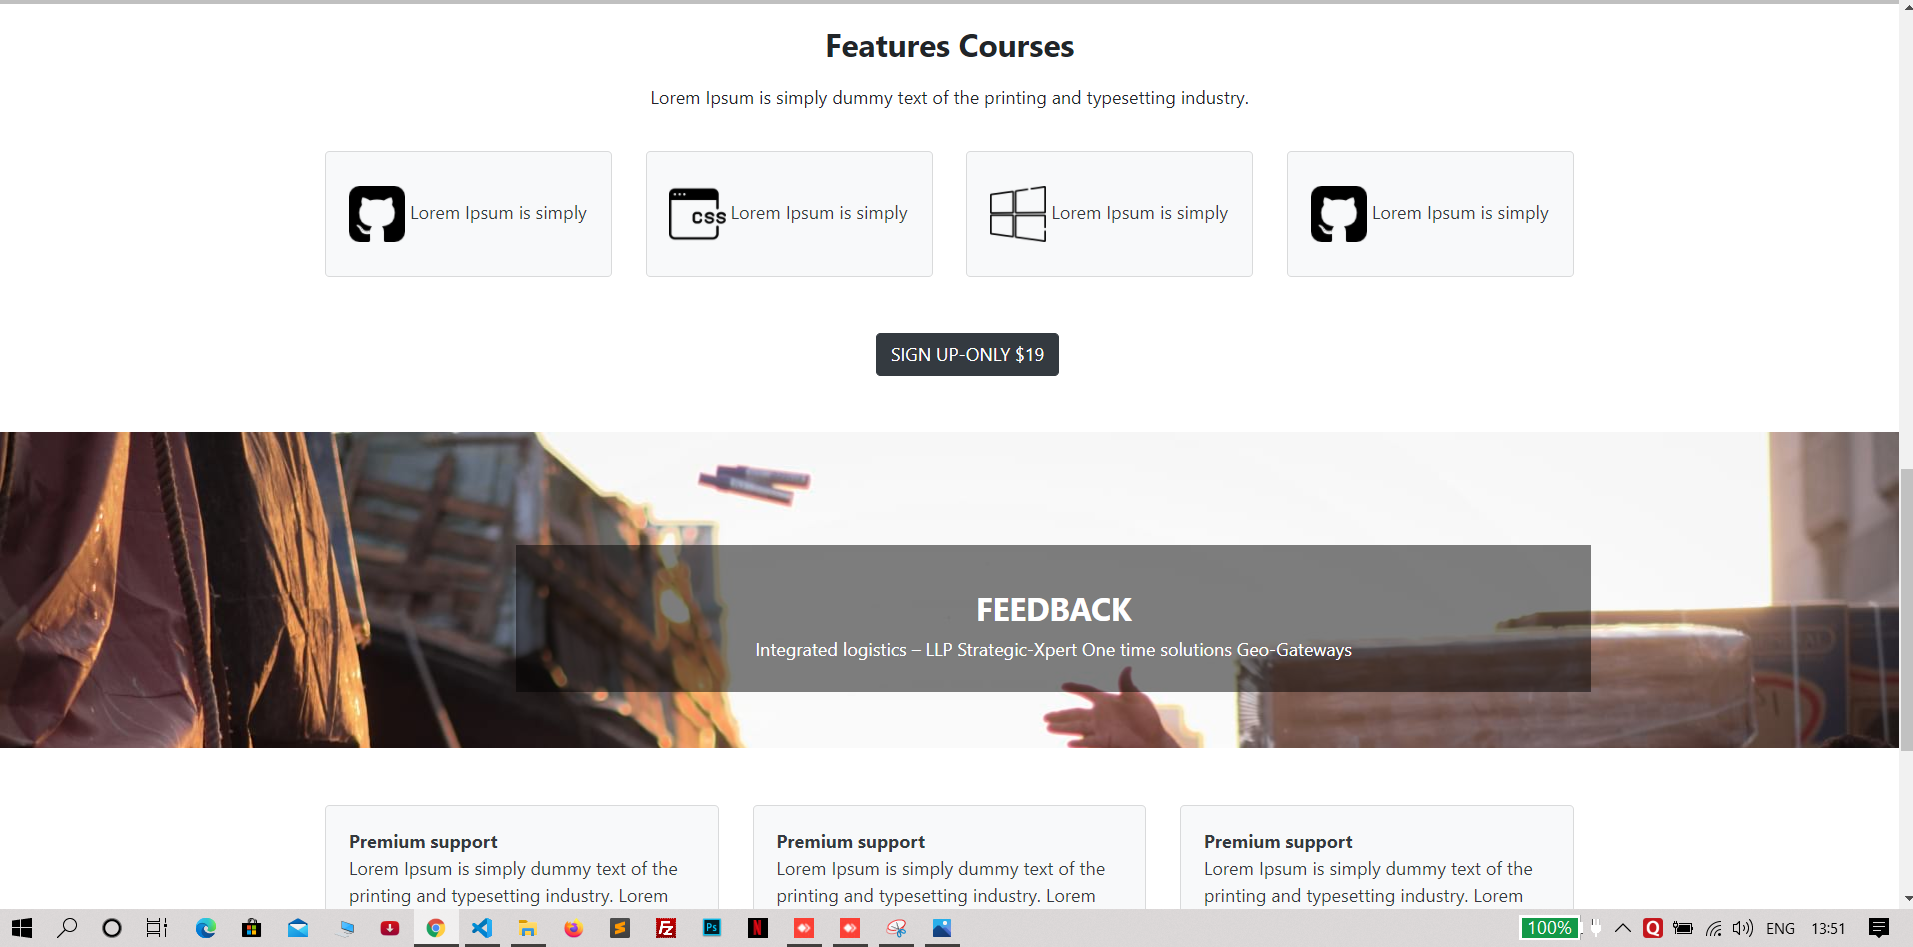 Features Courses
Lorem Ipsum is simply dummy text of the printing and typesetting industry.
Lorem Ipsum is simply
CSS Lorem Ipsum is simply
Lorem Ipsum is simply
Lorem Ipsum is simply
SIGN UP-ONLY $19
FEEDBACK
Integrated logistics – LLP Strategic-Xpert One time solutions Geo-Gateways
Premium support
Lorem Ipsum is simply dummy text of the
printing and typesetting industry. Lorem
Premium support
Lorem Ipsum is simply dummy text of the
printing and typesetting industry. Lorem
Premium support
Lorem Ipsum is simply dummy text of the
printing and typesetting industry. Lorem
Fz
Ps
N
100%
Q
ENG
13:51